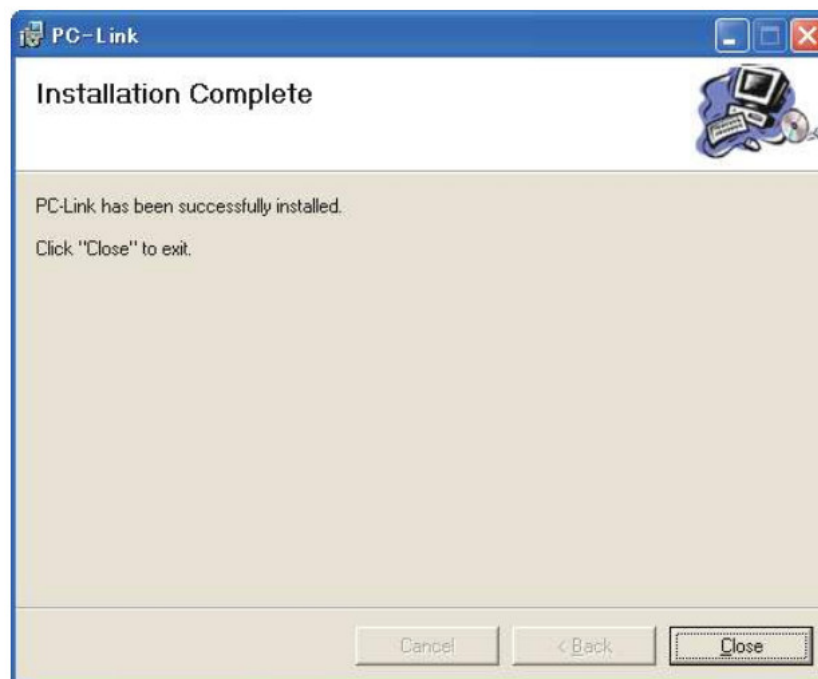 PC-Link
Installation Complete
PC-Link has been successfully installed.
Click "Close" to exit.
Cancel
< Back
Close